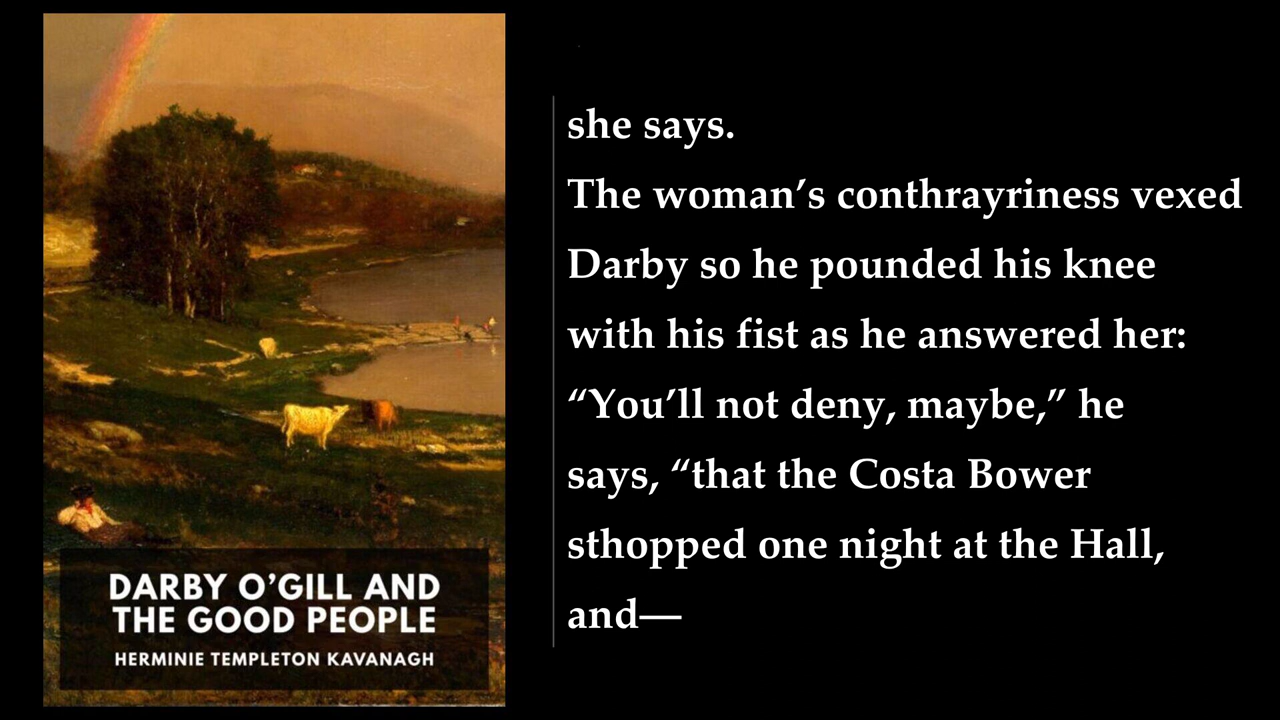 DARBY O’GILL AND
THE GOOD PEOPLE
HERMINIE TEMPLETON KAVANAGH
she says.
The woman’s conthrayriness vexed
Darby so he pounded his knee
with his fist as he answered her:
“You’ll not deny, maybe,” he
says, “that the Costa Bower
sthopped one night at the Hall,
and—